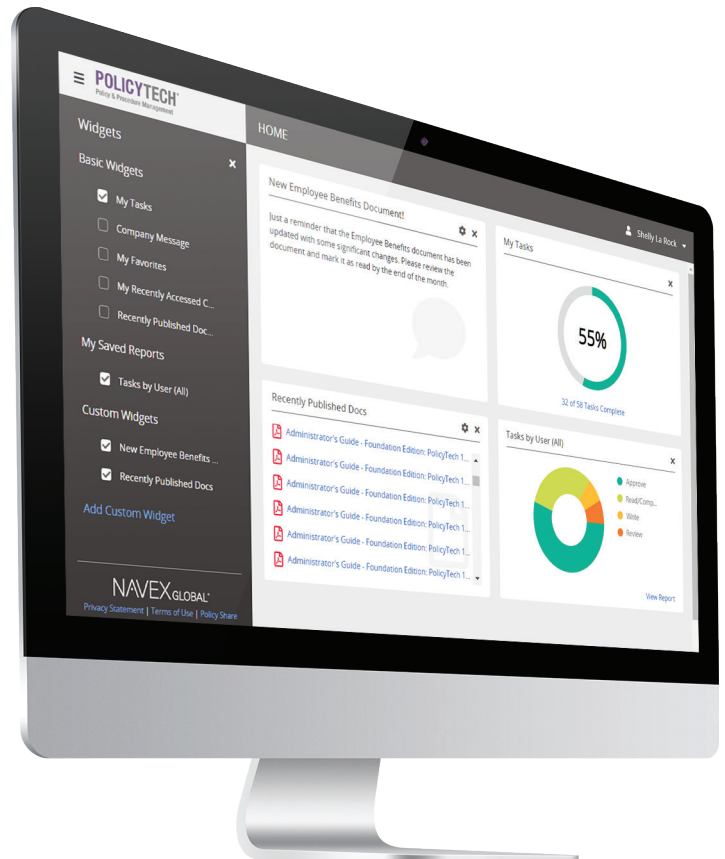 POLICYTECH
Policy & Procedure Management
HOME
Shelly La Rock
Widgets
Basic Widgets
My Tasks
Company Message
My Favorites
My Recently Accessed C...
Recently Published Doc...
My Saved Reports
Tasks by User (All)
Custom Widgets
New Employee Benefits ...
Recently Published Docs
Add Custom Widget
NAVEX GLOBAL
Privacy Statement | Terms of Use | Policy Share
New Employee Benefits Document!
Just a reminder that the Employee Benefits document has been
updated with some significant changes. Please review the
document and mark it as read by the end of the month.
My Tasks
55%
32 of 58 Tasks Complete
Recently Published Docs
Administrator's Guide - Foundation Edition: PolicyTech 1...
Administrator's Guide - Foundation Edition: PolicyTech 1...
Administrator's Guide - Foundation Edition: PolicyTech 1...
Administrator's Guide - Foundation Edition: PolicyTech 1...
Administrator's Guide - Foundation Edition: PolicyTech 1...
Administrator's Guide - Foundation Edition: PolicyTech 1...
Tasks by User (All)
Approve
Read/Comp...
Write
Review
View Report